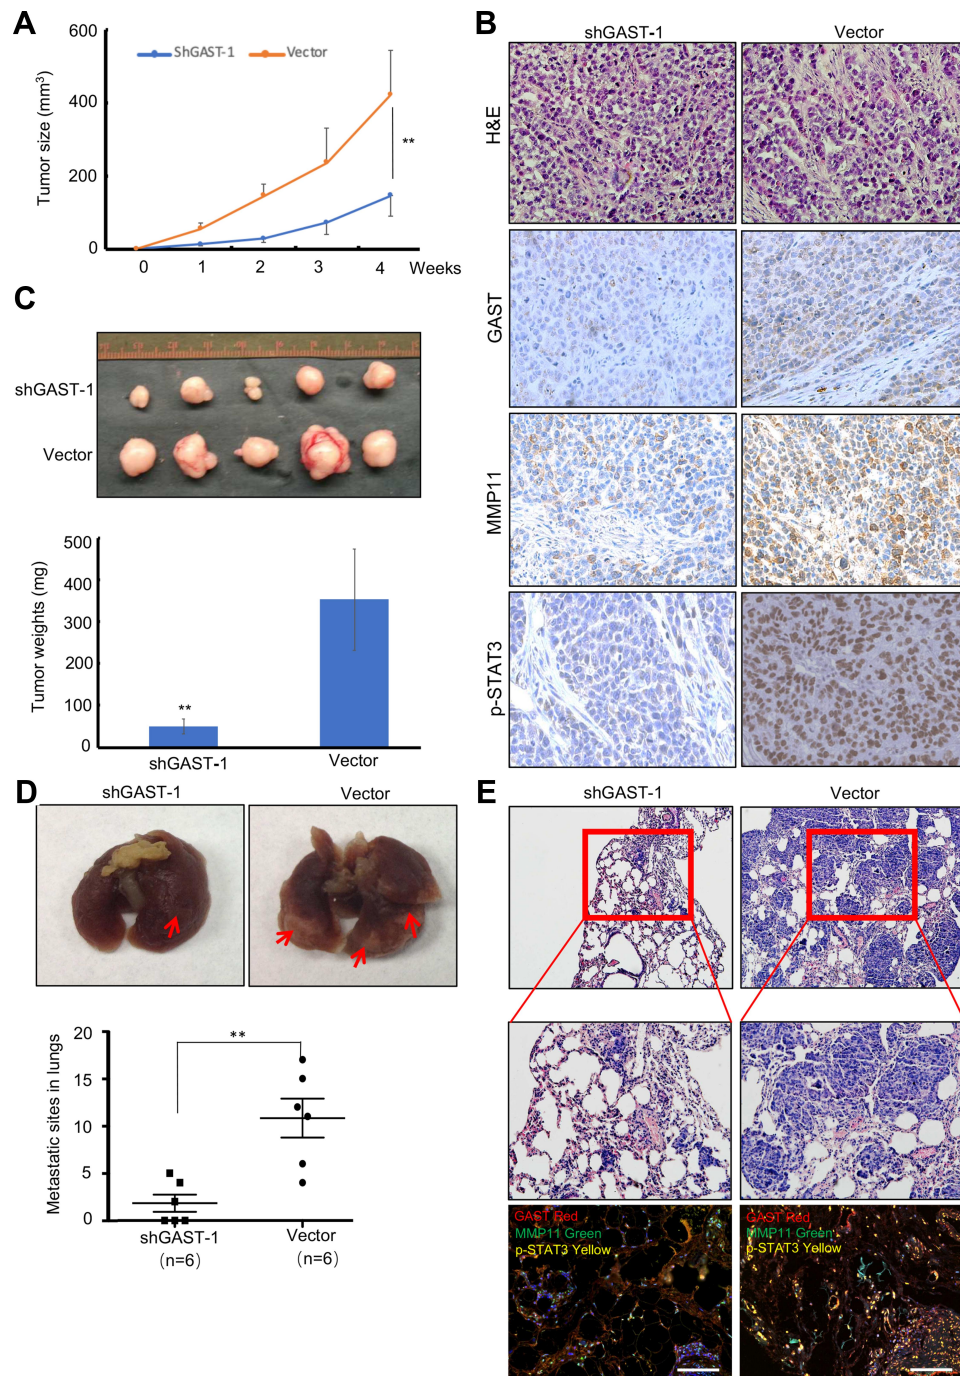 A
600
400
200
0
Tumor size (mm³)
ShGAST-1
Vector
**
0
1
2
3
4
Weeks
B
shGAST-1
Vector
H&E
GAST
MMP11
p-STAT3
C
shGAST-1
Vector
500
400
300
200
100
0
Tumor weights (mg)
**
shGAST-1
Vector
D
shGAST-1
Vector
20
15
10
5
0
Metastatic sites in lungs
**
shGAST-1
(n=6)
Vector
(n=6)
E
shGAST-1
Vector
GAST Red
MMP11 Green
p-STAT3 Yellow
GAST Red
MMP11 Green
p-STAT3 Yellow